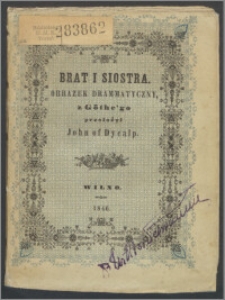 283862
BRAT I SIOSTRA.
OBRAZEK DRAMMATYCZNY,
z Göthe'go
przełożył
John of Dycalp.
WILNO.
1846.